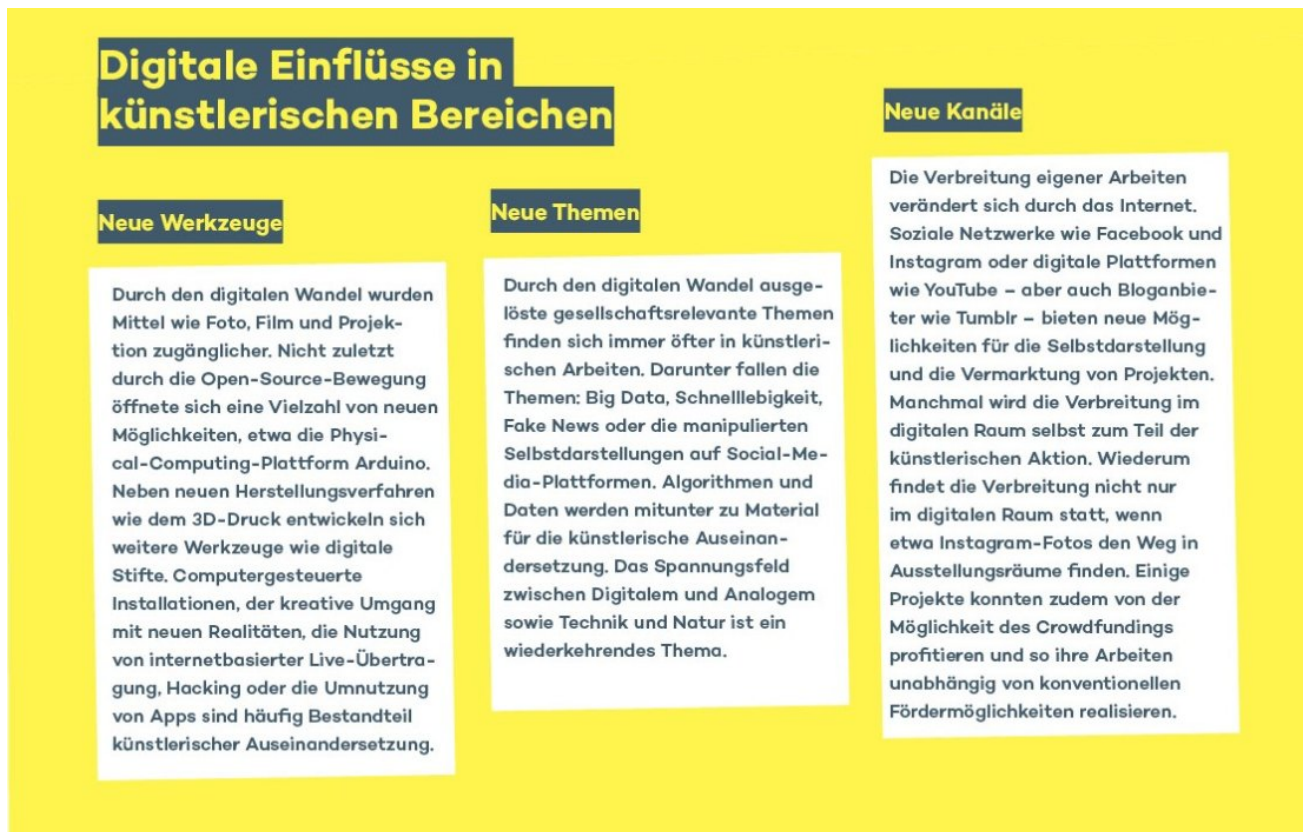 Digitale Einflüsse in
künstlerischen Bereichen
Neue Werkzeuge
Durch den digitalen Wandel wurden
Mittel wie Foto, Film und Projek-
tion zugänglicher. Nicht zuletzt
durch die Open-Source-Bewegung
öffnete sich eine Vielzahl von neuen
Möglichkeiten, etwa die Physi-
cal-Computing-Plattform Arduino.
Neben neuen Herstellungsverfahren
wie dem 3D-Druck entwickeln sich
weitere Werkzeuge wie digitale
Stifte. Computergesteuerte
Installationen, der kreative Umgang
mit neuen Realitäten, die Nutzung
von internetbasierter Live-Übertra-
gung, Hacking oder die Umnutzung
von Apps sind häufig Bestandteil
künstlerischer Auseinandersetzung.
Neue Themen
Durch den digitalen Wandel ausge-
löste gesellschaftsrelevante Themen
finden sich immer öfter in künstleri-
schen Arbeiten. Darunter fallen die
Themen: Big Data, Schnelllebigkeit,
Fake News oder die manipulierten
Selbstdarstellungen auf Social-Me-
dia-Plattformen. Algorithmen und
Daten werden mitunter zu Material
für die künstlerische Auseinan-
dersetzung. Das Spannungsfeld
zwischen Digitalem und Analogem
sowie Technik und Natur ist ein
wiederkehrendes Thema.
Neue Kanäle
Die Verbreitung eigener Arbeiten
verändert sich durch das Internet.
Soziale Netzwerke wie Facebook und
Instagram oder digitale Plattformen
wie YouTube – aber auch Bloganbie-
ter wie Tumblr – bieten neue Mög-
lichkeiten für die Selbstdarstellung
und die Vermarktung von Projekten.
Manchmal wird die Verbreitung im
digitalen Raum selbst zum Teil der
künstlerischen Aktion. Wiederum
findet die Verbreitung nicht nur
im digitalen Raum statt, wenn
etwa Instagram-Fotos den Weg in
Ausstellungsräume finden. Einige
Projekte konnten zudem von der
Möglichkeit des Crowdfundings
profitieren und so ihre Arbeiten
unabhängig von konventionellen
Fördermöglichkeiten realisieren.